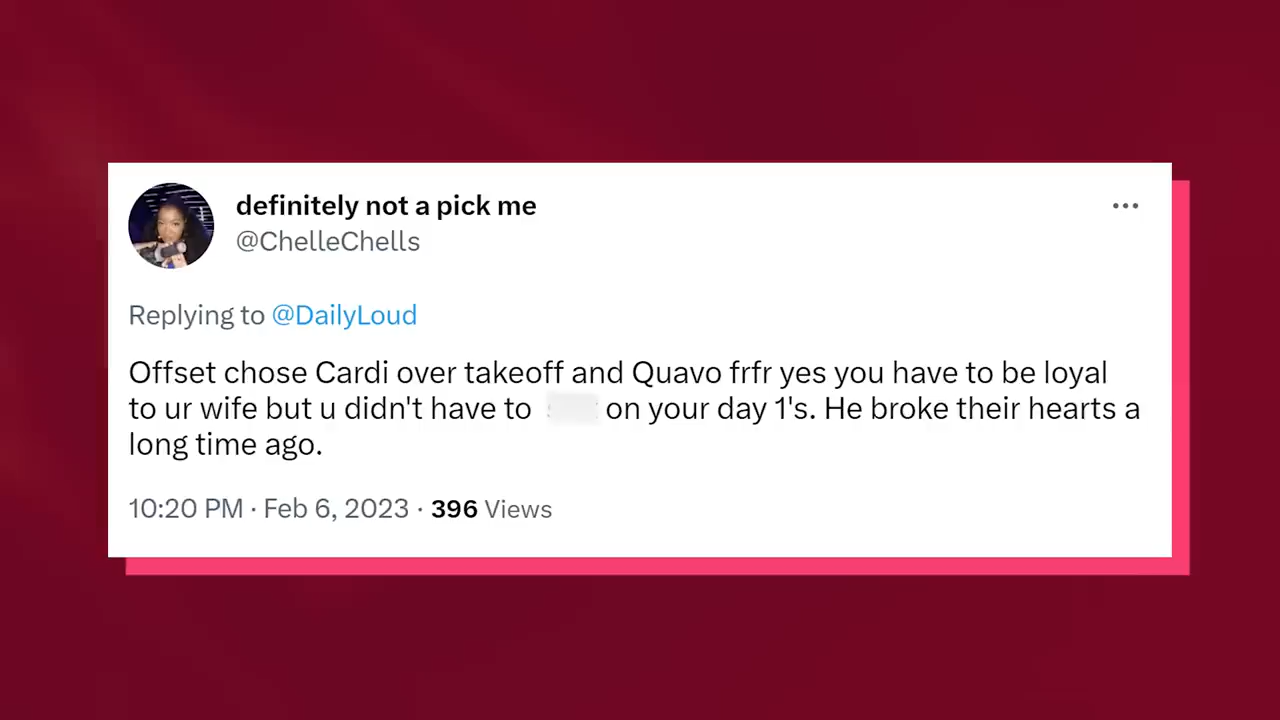 definitely not a pick me
@ChelleChells
Replying to @DailyLoud
Offset chose Cardi over takeoff and Quavo frfr yes you have to be loyal
to ur wife but u didn't have to on your day 1's. He broke their hearts a
long time ago.
10:20 PM · Feb 6, 2023 · 396 Views